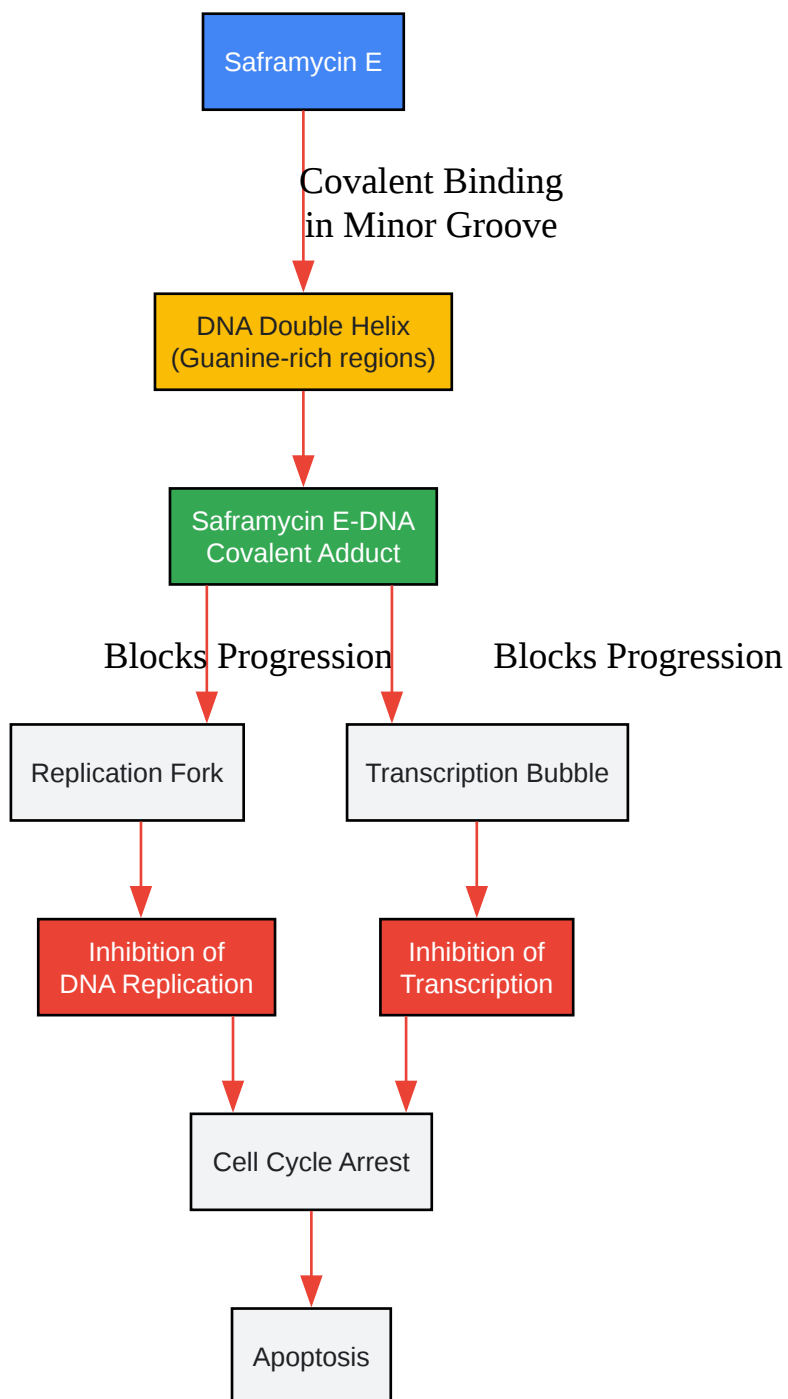 Saframycin E
Covalent Binding
in Minor Groove
DNA Double Helix
(Guanine-rich regions)
Saframycin E-DNA
Covalent Adduct
Blocks Progression
Blocks Progression
Replication Fork
Transcription Bubble
Inhibition of
DNA Replication
Inhibition of
Transcription
Cell Cycle Arrest
Apoptosis